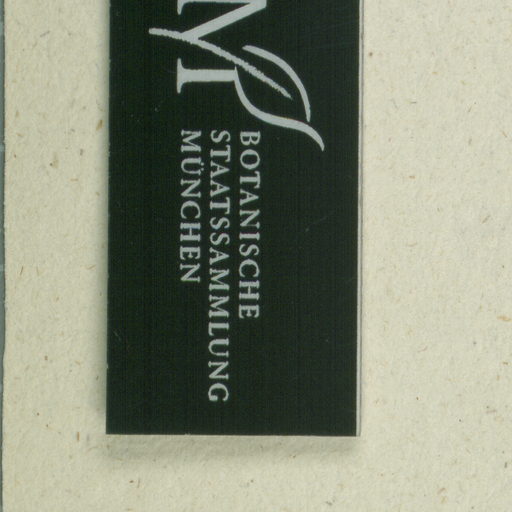 M
BOTANISCHE
STAATSSAMMLUNG
MÜNCHEN